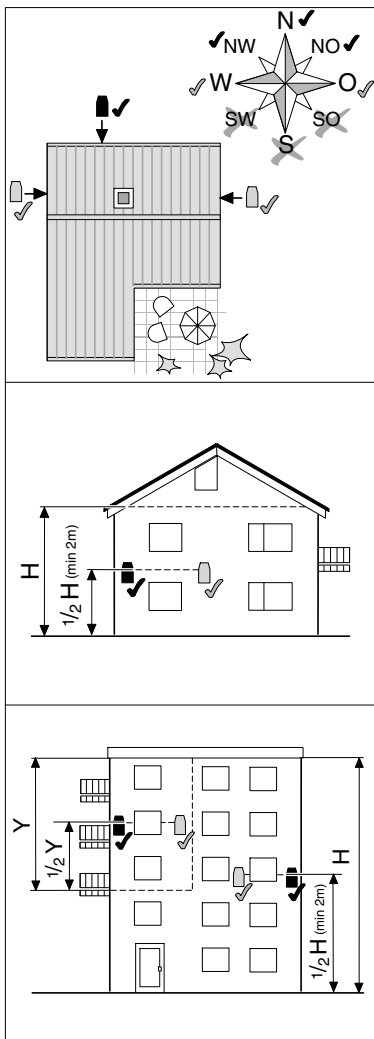 N
NW NO
W O
SW SO
S
H
1/2 H (min 2m)
Y
1/2 Y
H
1/2 H (min 2m)